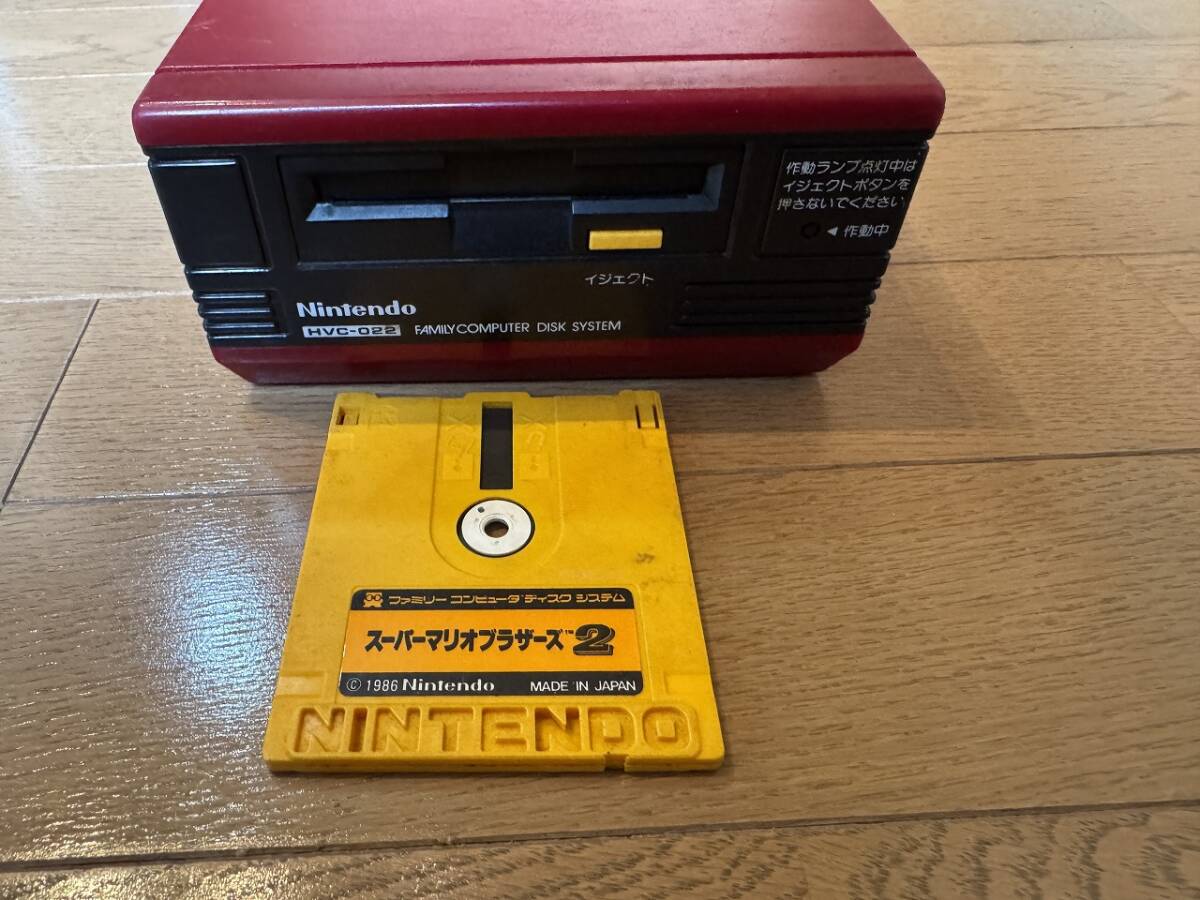 作動ランプ点灯中は
イジェクトボタンを
押さないでください
◀ 作動中
イジェクト
Nintendo
HVC-022 FAMILY COMPUTER DISK SYSTEM
ファミリー コンピュータ ディスク システム
スーパーマリオブラザーズ™2
© 1986 Nintendo MADE IN JAPAN
NINTENDO